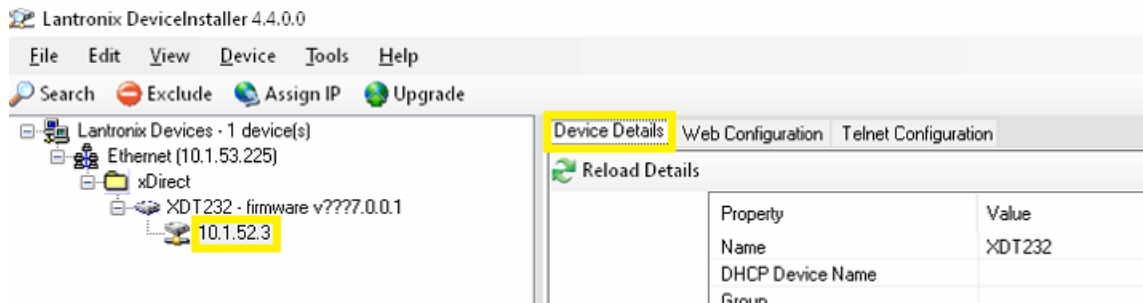 Lantronix DeviceInstaller 4.4.0.0
File Edit View Device Tools Help
Search Exclude Assign IP Upgrade
Lantronix Devices - 1 device(s)
Ethernet (10.1.53.225)
xDirect
XDT232 - firmware v???7.0.0.1
10.1.52.3
Device Details Web Configuration Telnet Configuration
Reload Details
Property Value
Name XDT232
DHCP Device Name
Group